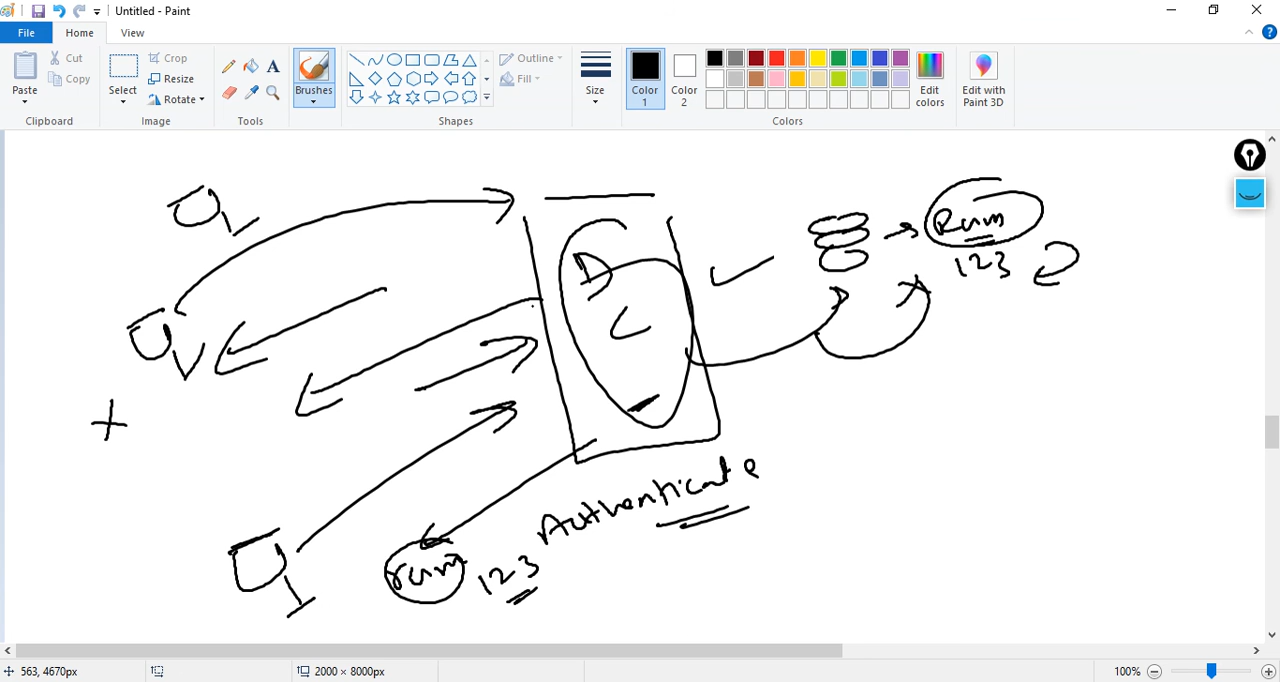 Untitled - Paint
File
Home
View
Paste
Cut
Copy
Clipboard
Select
Crop
Resize
Rotate
Image
Tools
Brushes
Shapes
Outline
Fill
Size
Color 1
Color 2
Edit colors
Edit with Paint 3D
Colors
Rum
123
D
C
Authenticate
rum
123
563, 4670px
2000 × 8000px
100%